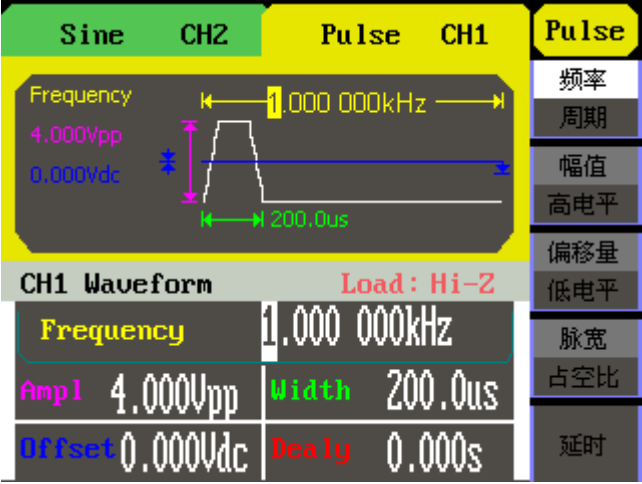 Sine CH2 Pulse CH1 Pulse
Frequency 1.000 000kHz
4.000Vpp
0.000Vdc
200.0us
CH1 Waveform Load: Hi-Z
Frequency 1.000 000kHz
Ampl 4.000Vpp Width 200.0us
Offset 0.000Vdc Dealy 0.000s
频率
周期
幅值
高电平
偏移量
低电平
脉宽
占空比
延时